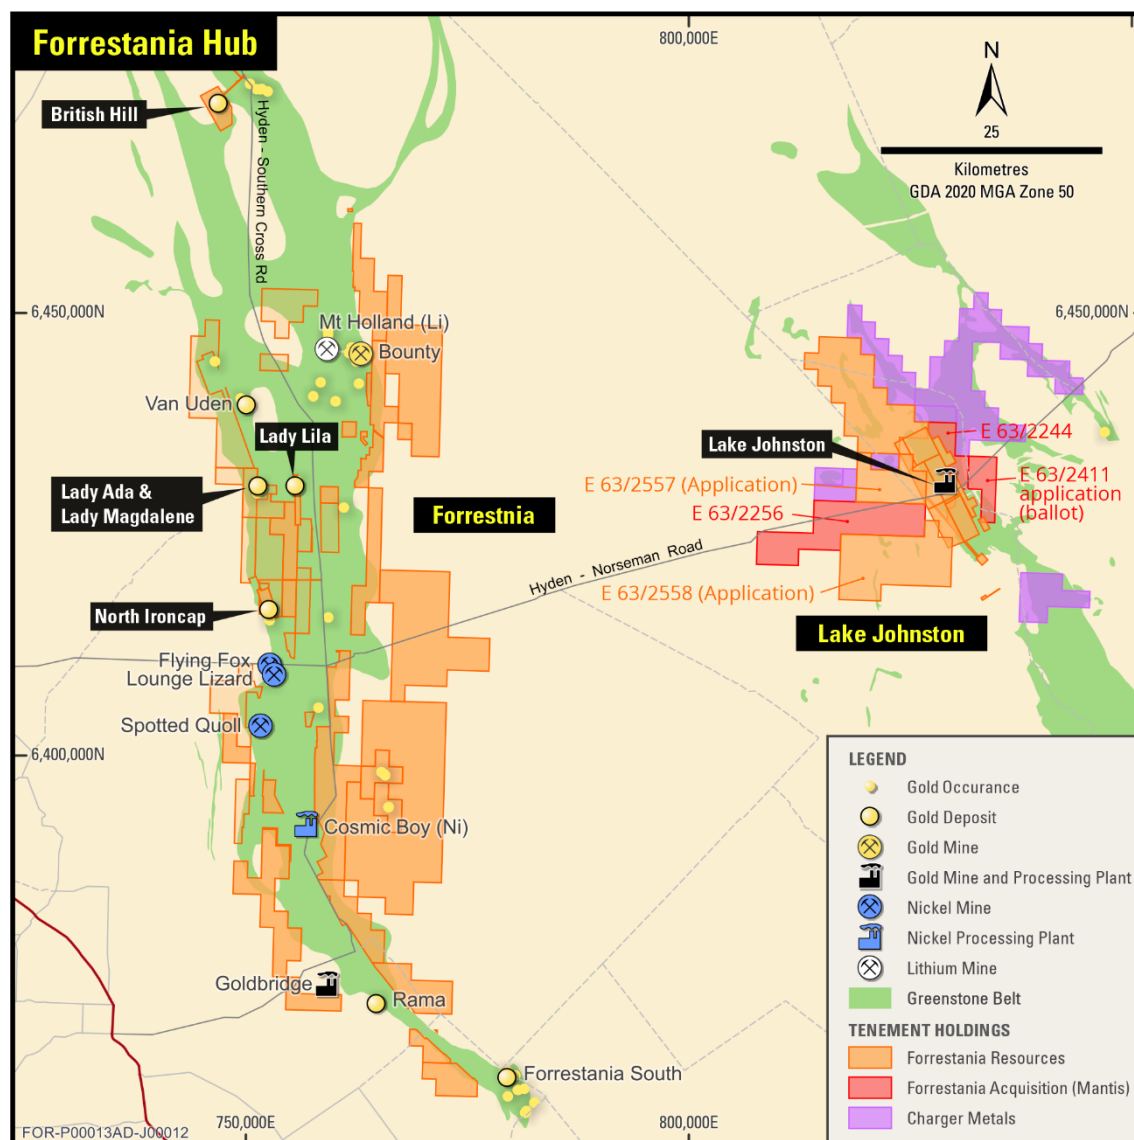 Forrestania Hub
800,000E
N
25
Kilometres
GDA 2020 MGA Zone 50
British Hill
Hyden - Southern Cross Rd
6,450,000N
6,450,000N
Mt Holland (Li)
Bounty
Van Uden
Lady Lila
Lady Ada &
Lady Magdalene
Forrestnia
Lake Johnston
E 63/2244
E 63/2411
application
(ballot)
E 63/2557 (Application)
E 63/2256
Hyden - Norseman Road
E 63/2558 (Application)
Lake Johnston
North Ironcap
Flying Fox
Lounge Lizard
Spotted Quoll
6,400,000N
Cosmic Boy (Ni)
Goldbridge
Rama
Forrestania South
LEGEND
Gold Occurance
Gold Deposit
Gold Mine
Gold Mine and Processing Plant
Nickel Mine
Nickel Processing Plant
Lithium Mine
Greenstone Belt
TENEMENT HOLDINGS
Forrestania Resources
Forrestania Acquisition (Mantis)
Charger Metals
FOR-P00013AD-J00012
750,000E
800,000E